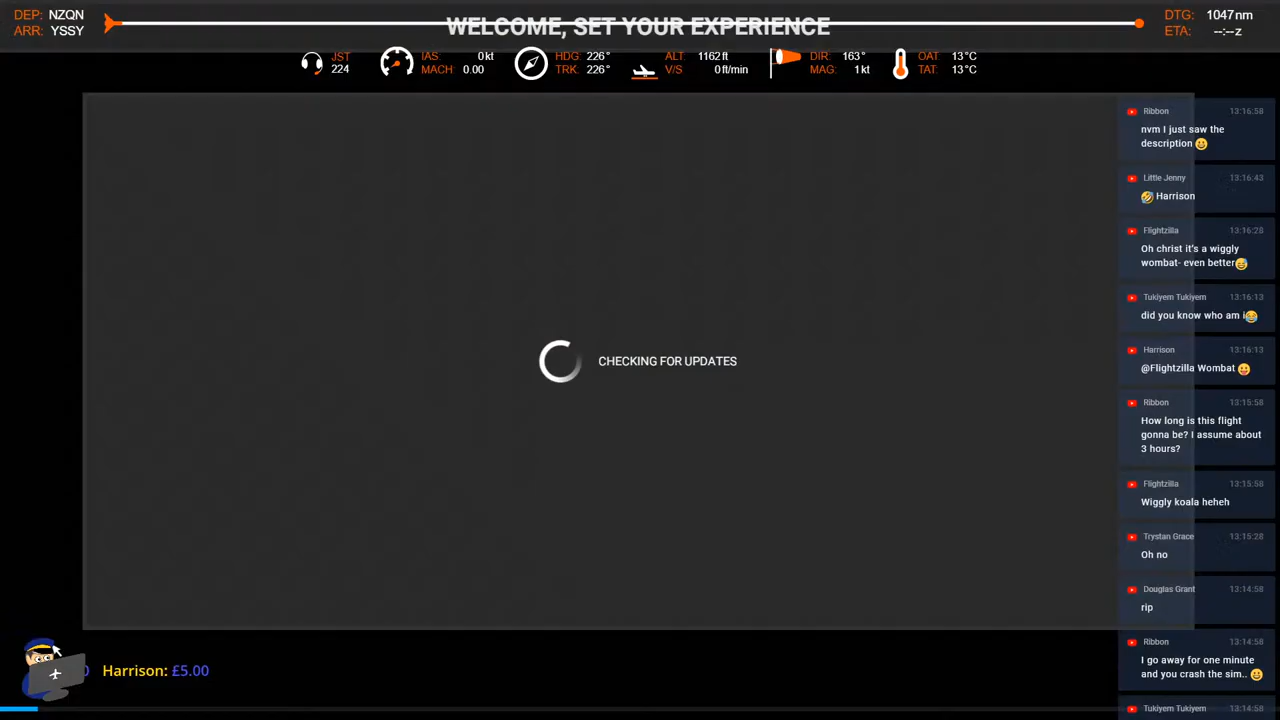 DEP: NZQN
ARR: YSSY
WELCOME, SET YOUR EXPERIENCE
DTG: 1047nm
ETA: --:--z
JST
224
IAS: 0kt
MACH 0.00
HDG: 226°
TRK: 226°
ALT: 1162ft
V/S 0ft/min
DIR: 163°
MAG: 1kt
OAT: 13°C
TAT: 13°C
CHECKING FOR UPDATES
Ribbon 13:16:58
nvm I just saw the
description 😀
Little Jenny 13:16:43
🤣 Harrison
Flightzilla 13:16:28
Oh christ it's a wiggly
wombat- even better😅
Tukiyem Tukiyem 13:16:13
did you know who am i😂
Harrison 13:16:13
@Flightzilla Wombat 😛
Ribbon 13:15:58
How long is this flight
gonna be? I assume about
3 hours?
Flightzilla 13:15:58
Wiggly koala heheh
Trystan Grace 13:15:28
Oh no
Douglas Grant 13:14:58
rip
Ribbon 13:14:58
I go away for one minute
and you crash the sim.. 😀
Tukiyem Tukiyem 13:14:58
0 Harrison: £5.00